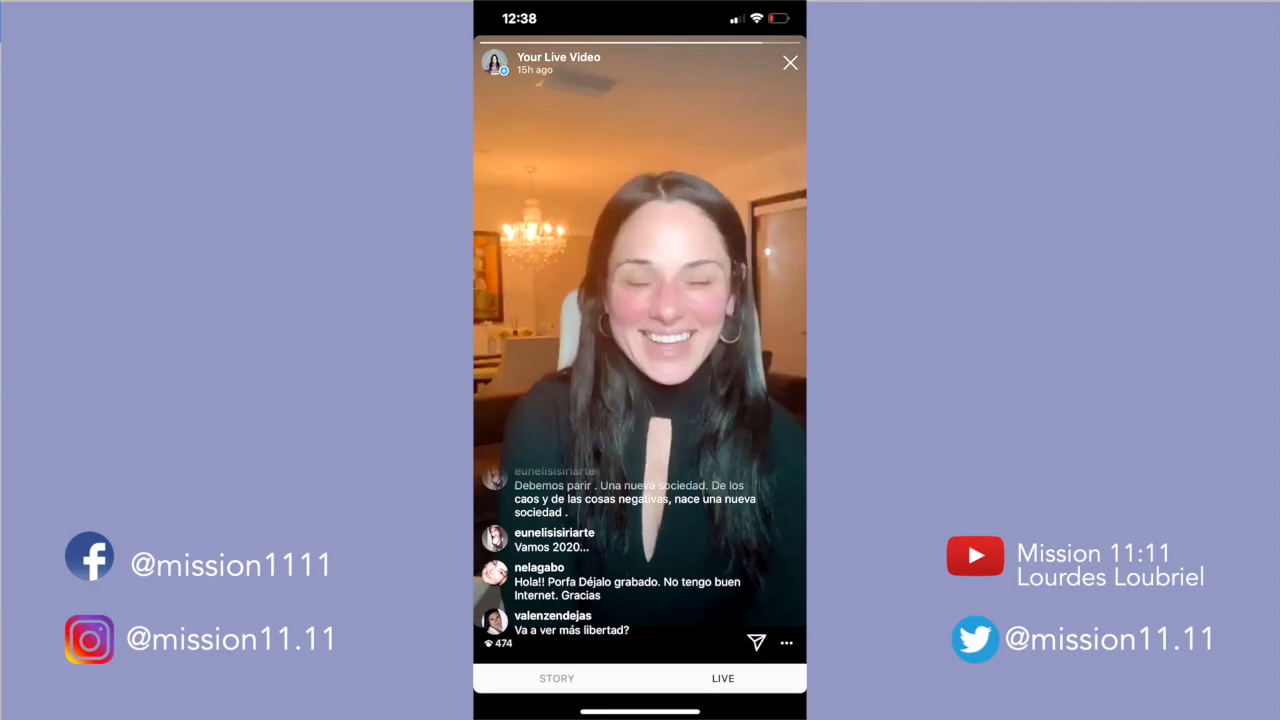 12:38
Your Live Video
15h ago
eunelisisiriarte
Debemos parir . Una nueva sociedad. De los
caos y de las cosas negativas, nace una nueva
sociedad .
eunelisisiriarte
Vamos 2020...
nelagabo
Hola!! Porfa Déjalo grabado. No tengo buen
Internet. Gracias
valenzendejas
Va a ver más libertad?
474
STORY LIVE
@mission1111
@mission11.11
Mission 11:11
Lourdes Loubriel
@mission11.11